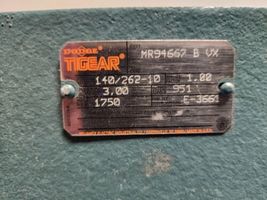 DODGE
TIGEAR
MR94667 B VX
140/262-10 1.00
3.00 951
1750 E-3661